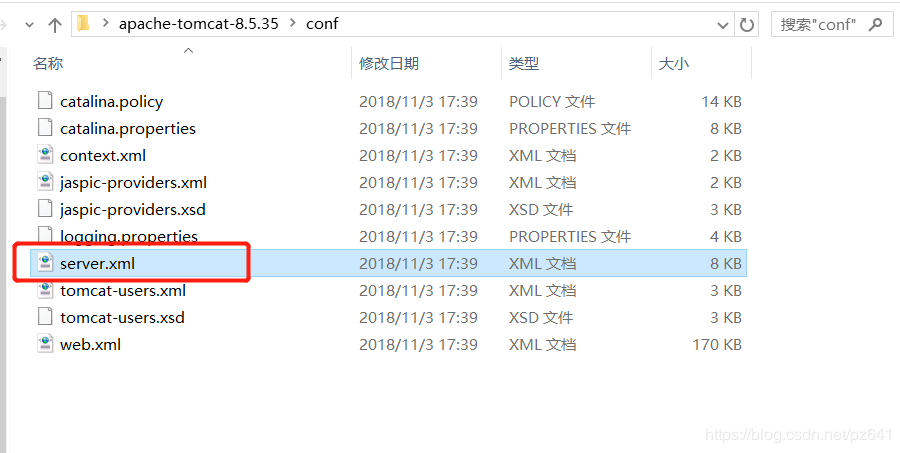 apache-tomcat-8.5.35 > conf
搜索"conf"
名称 修改日期 类型 大小
catalina.policy 2018/11/3 17:39 POLICY 文件 14 KB
catalina.properties 2018/11/3 17:39 PROPERTIES 文件 8 KB
context.xml 2018/11/3 17:39 XML 文档 2 KB
jaspic-providers.xml 2018/11/3 17:39 XML 文档 2 KB
jaspic-providers.xsd 2018/11/3 17:39 XSD 文件 3 KB
logging.properties 2018/11/3 17:39 PROPERTIES 文件 4 KB
server.xml 2018/11/3 17:39 XML 文档 8 KB
tomcat-users.xml 2018/11/3 17:39 XML 文档 3 KB
tomcat-users.xsd 2018/11/3 17:39 XSD 文件 3 KB
web.xml 2018/11/3 17:39 XML 文档 170 KB
https://blog.csdn.net/pz641